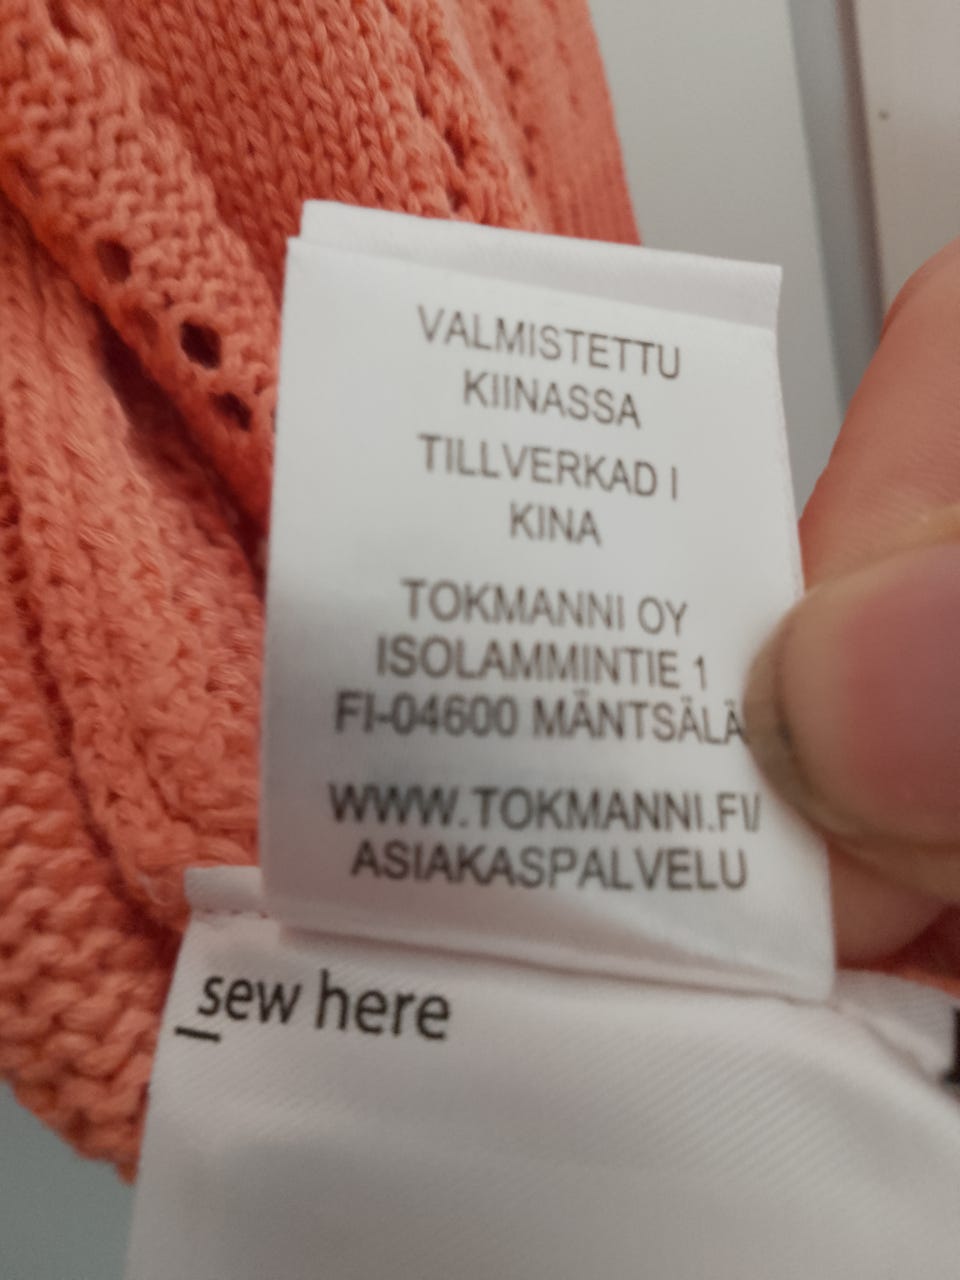 VALMISTETTU
KIINASSA
TILLVERKAD I
KINA
TOKMANNI OY
ISOLAMMINTIE 1
FI-04600 MÄNTSÄLÄ
WWW.TOKMANNI.FI/
ASIAKASPALVELU
sew here